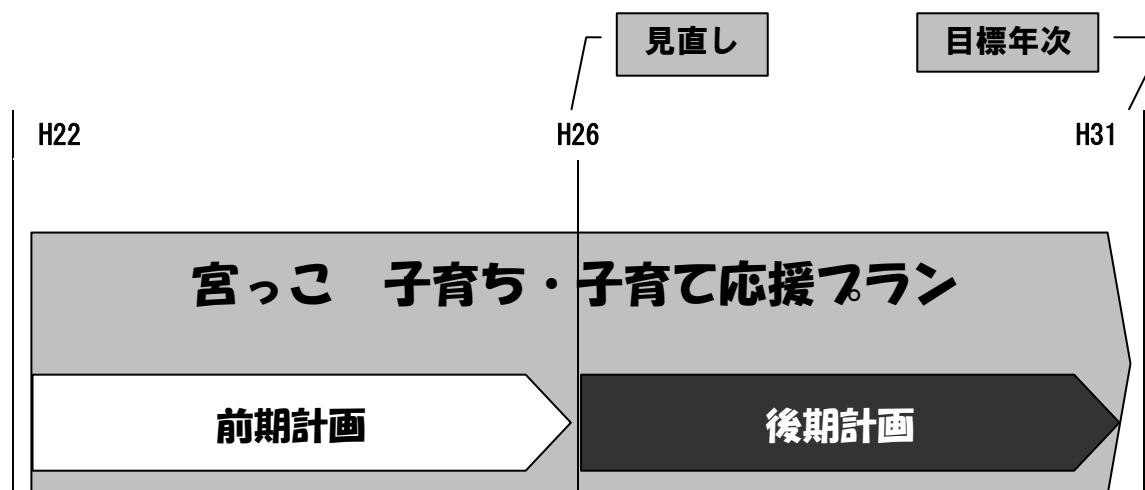 見直し
目標年次
H22
H26
H31
宮っこ　子育ち・子育て応援プラン
前期計画
後期計画